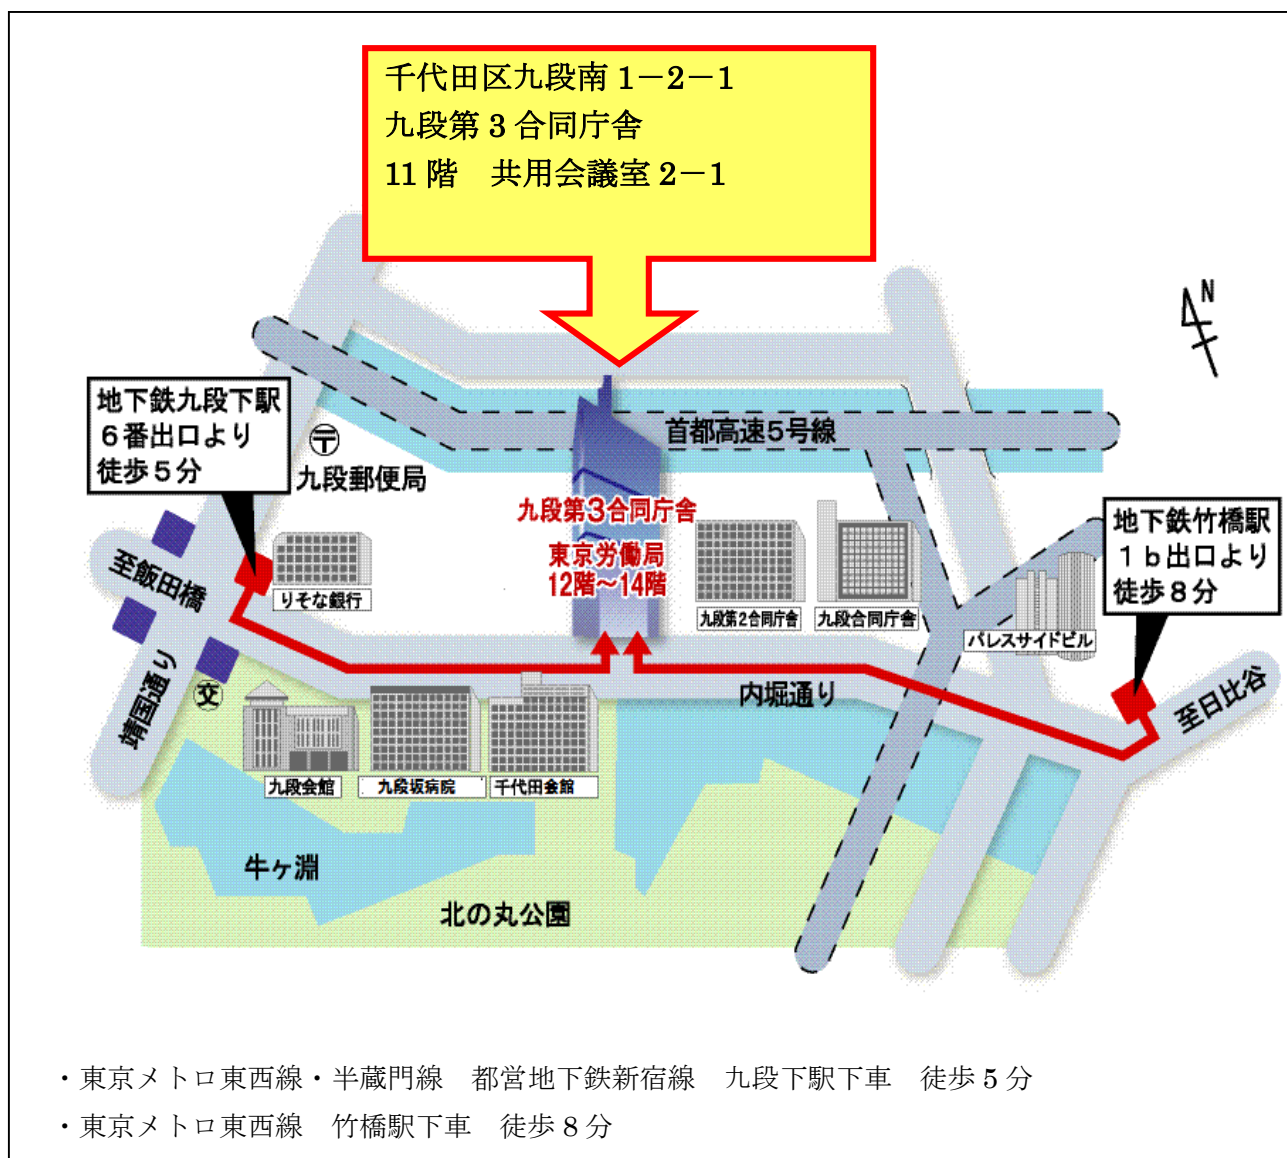 千代田区九段南 1－2－1
九段第 3 合同庁舎
11 階　共用会議室 2－1
N
地下鉄九段下駅
６番出口より
徒歩５分
〒
九段郵便局
首都高速5号線
九段第3合同庁舎
東京労働局
12階～14階
地下鉄竹橋駅
１ｂ出口より
徒歩８分
至飯田橋
りそな銀行
九段第2合同庁舎
九段合同庁舎
パレスサイドビル
靖国通り
交
内堀通り
至日比谷
九段会館
九段坂病院
千代田会館
牛ヶ淵
北の丸公園
・東京メトロ東西線・半蔵門線　都営地下鉄新宿線　九段下駅下車　徒歩 5 分
・東京メトロ東西線　竹橋駅下車　徒歩 8 分